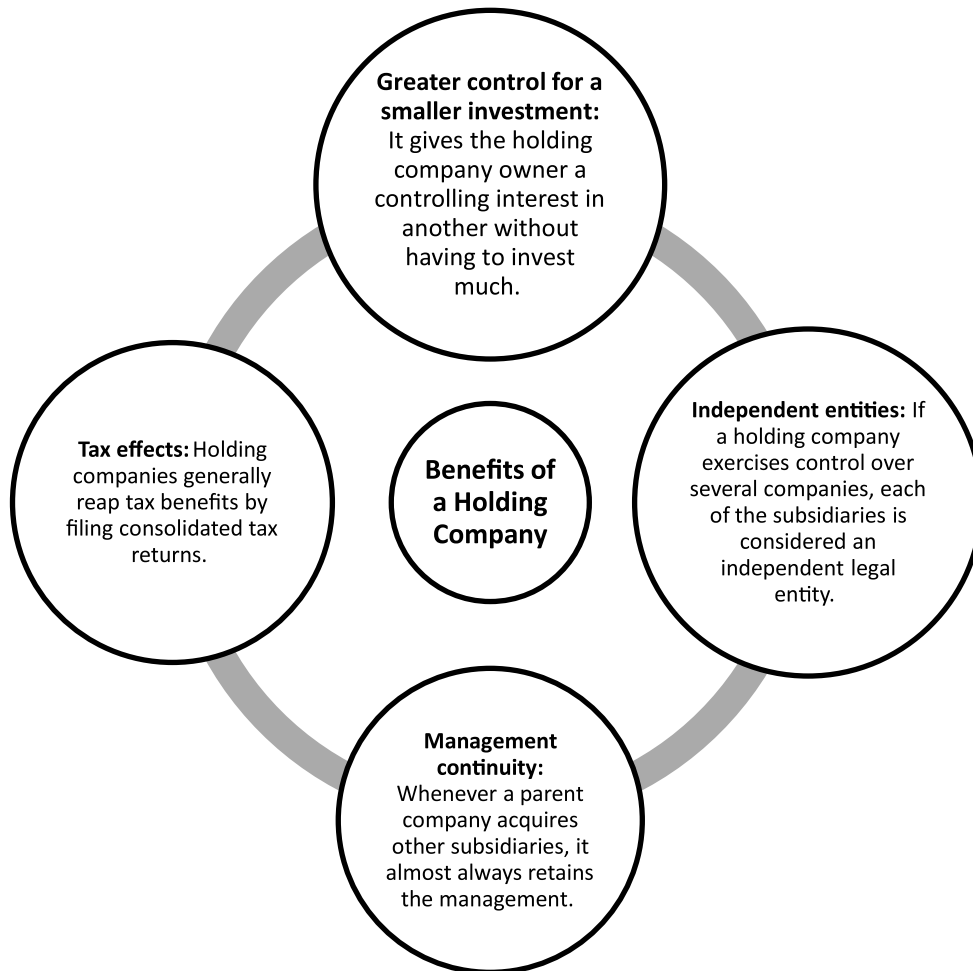 Greater control for a
smaller investment:
It gives the holding
company owner a
controlling interest in
another without
having to invest
much.
Independent entities: If
a holding company
exercises control over
several companies, each
of the subsidiaries is
considered an
independent legal
entity.
Management
continuity:
Whenever a parent
company acquires
other subsidiaries, it
almost always retains
the management.
Tax effects: Holding
companies generally
reap tax benefits by
filing consolidated tax
returns.
Benefits of
a Holding
Company